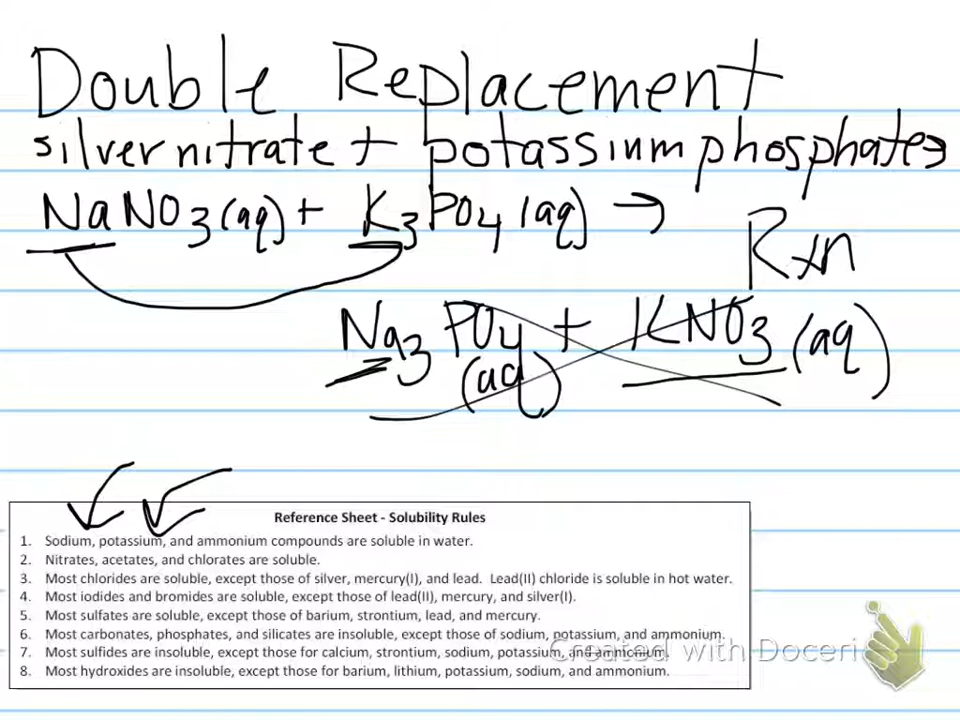 Double Replacement
silver nitrate + potassium phosphate →
NaNO3 (aq) + K3PO4 (aq) →
Rxn
Na3PO4 (aq) + KNO3 (aq)
Reference Sheet - Solubility Rules
1. Sodium, potassium, and ammonium compounds are soluble in water.
2. Nitrates, acetates, and chlorates are soluble.
3. Most chlorides are soluble, except those of silver, mercury(I), and lead. Lead(II) chloride is soluble in hot water.
4. Most iodides and bromides are soluble, except those of lead(II), mercury, and silver(I).
5. Most sulfates are soluble, except those of barium, strontium, lead, and mercury.
6. Most carbonates, phosphates, and silicates are insoluble, except those of sodium, potassium, and ammonium.
7. Most sulfides are insoluble, except those for calcium, strontium, sodium, potassium, and ammonium.
8. Most hydroxides are insoluble, except those for barium, lithium, potassium, sodium, and ammonium.
Created with Doceri